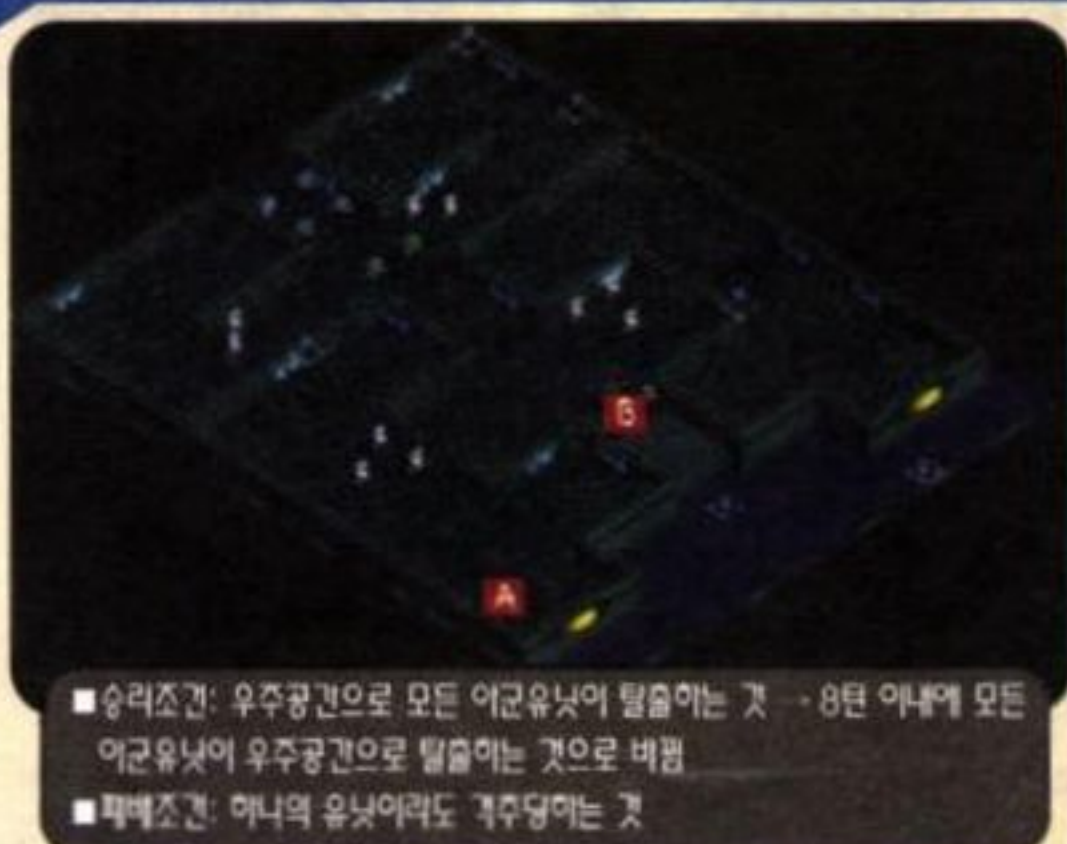 B
A
■승리조건: 우주공간으로 모든 아군유닛이 탈출하는 것 → 8턴 이내에 모든
아군유닛이 우주공간으로 탈출하는 것으로 바뀜
■패배조건: 하나의 유닛이라도 격추당하는 것